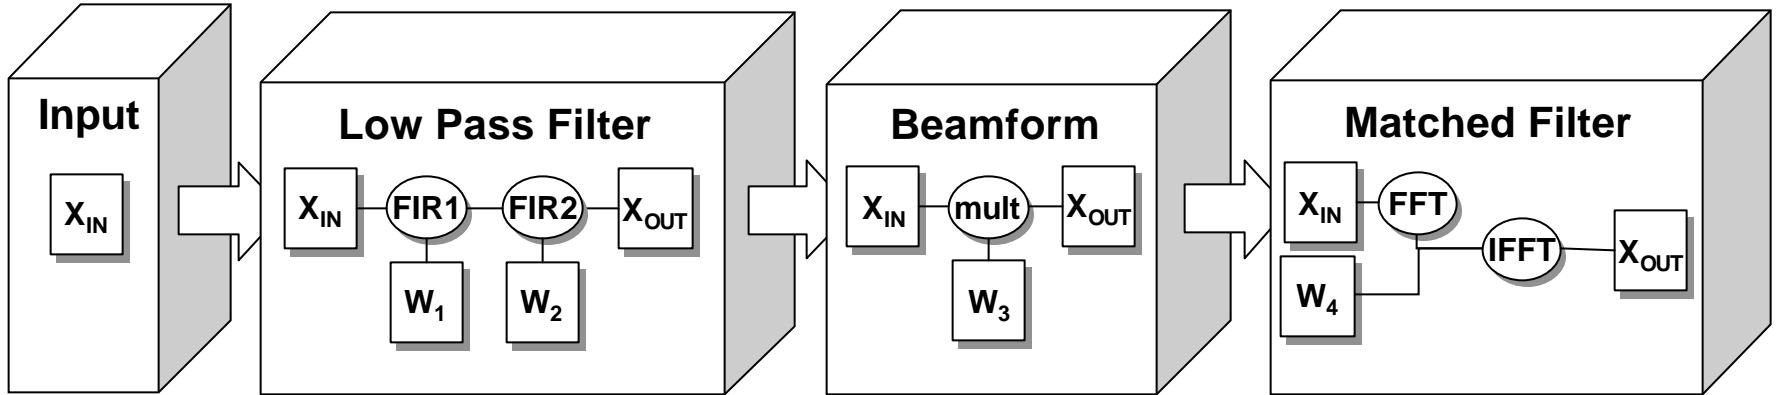 Input
X_IN
Low Pass Filter
X_IN FIR1 FIR2 X_OUT
W_1 W_2
Beamform
X_IN mult X_OUT
W_3
Matched Filter
X_IN FFT
IFFT X_OUT
W_4